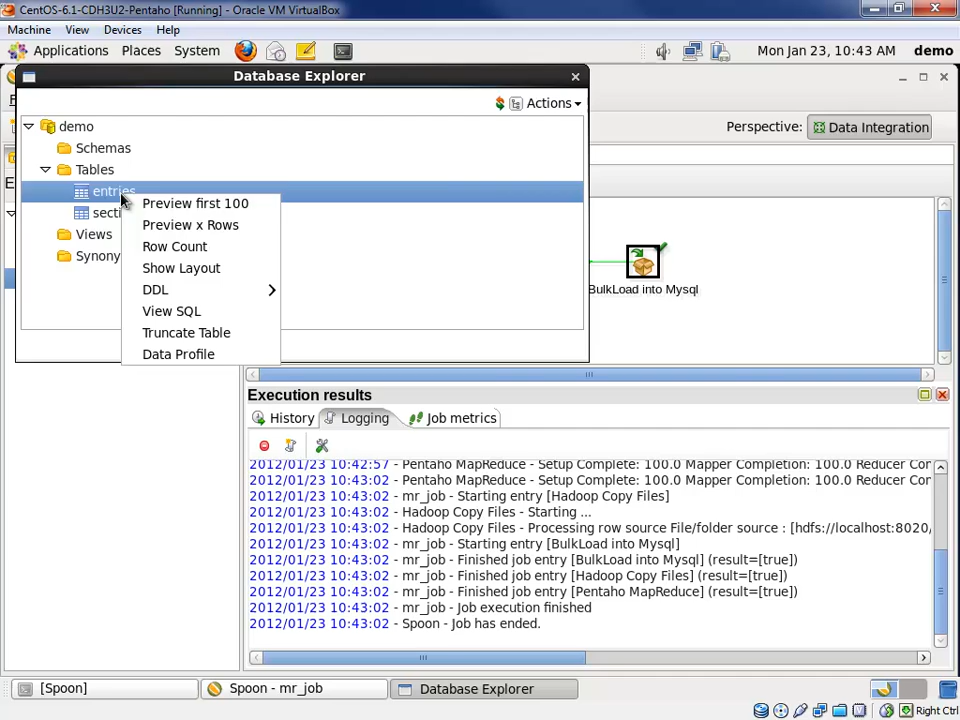 CentOS-6.1-CDH3U2-Pentaho [Running] - Oracle VM VirtualBox
Machine View Devices Help
Applications Places System Mon Jan 23, 10:43 AM demo
Database Explorer
Actions
Perspective: Data Integration
demo
Schemas
Tables
entries
secti
Views
Synony
Preview first 100
Preview x Rows
Row Count
Show Layout
DDL
View SQL
Truncate Table
Data Profile
BulkLoad into Mysql
Execution results
History Logging Job metrics
2012/01/23 10:42:57 - Pentaho MapReduce - Setup Complete: 100.0 Mapper Completion: 100.0 Reducer Con
2012/01/23 10:43:02 - Pentaho MapReduce - Setup Complete: 100.0 Mapper Completion: 100.0 Reducer Con
2012/01/23 10:43:02 - mr_job - Starting entry [Hadoop Copy Files]
2012/01/23 10:43:02 - Hadoop Copy Files - Starting ...
2012/01/23 10:43:02 - Hadoop Copy Files - Processing row source File/folder source : [hdfs://localhost:8020/
2012/01/23 10:43:02 - mr_job - Starting entry [BulkLoad into Mysql]
2012/01/23 10:43:02 - mr_job - Finished job entry [BulkLoad into Mysql] (result=[true])
2012/01/23 10:43:02 - mr_job - Finished job entry [Hadoop Copy Files] (result=[true])
2012/01/23 10:43:02 - mr_job - Finished job entry [Pentaho MapReduce] (result=[true])
2012/01/23 10:43:02 - mr_job - Job execution finished
2012/01/23 10:43:02 - Spoon - Job has ended.
[Spoon] Spoon - mr_job Database Explorer
Right Ctrl